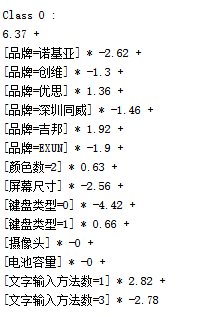 Class 0 :
6.37 +
[品牌=诺基亚] * -2.62 +
[品牌=创维] * -1.3 +
[品牌=优思] * 1.36 +
[品牌=深圳同威] * -1.46 +
[品牌=吉邦] * 1.92 +
[品牌=EXUN] * -1.9 +
[颜色数=2] * 0.63 +
[屏幕尺寸] * -2.56 +
[键盘类型=0] * -4.42 +
[键盘类型=1] * 0.66 +
[摄像头] * -0 +
[电池容量] * -0 +
[文字输入方法数=1] * 2.82 +
[文字输入方法数=3] * -2.78